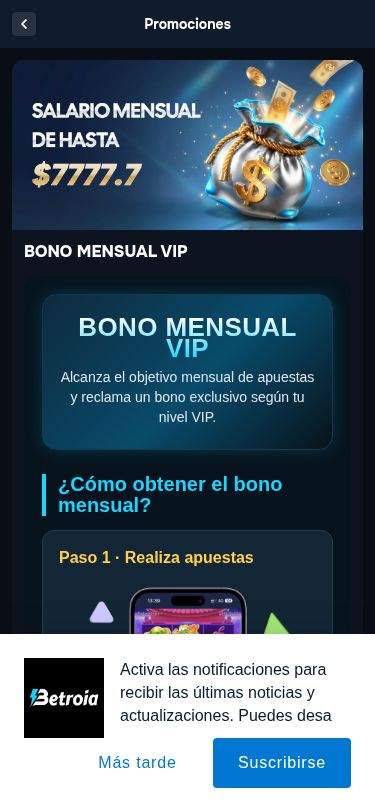 Promociones
SALARIO MENSUAL
DE HASTA
$7777.7
BONO MENSUAL VIP
BONO MENSUAL
VIP
Alcanza el objetivo mensual de apuestas
y reclama un bono exclusivo según tu
nivel VIP.
¿Cómo obtener el bono
mensual?
Paso 1 · Realiza apuestas
Betroia
Activa las notificaciones para
recibir las últimas noticias y
actualizaciones. Puedes desa
Más tarde
Suscribirse